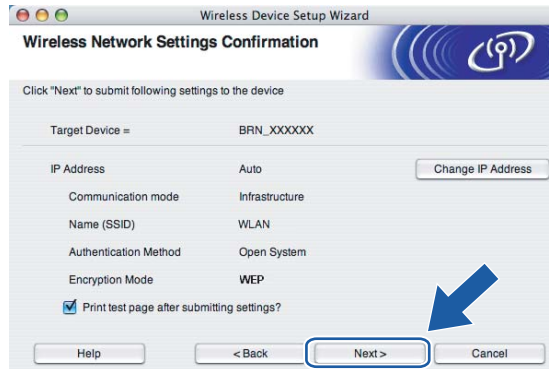 Wireless Device Setup Wizard
Wireless Network Settings Confirmation
Click "Next" to submit following settings to the device
Target Device = BRN_XXXXXX
IP Address Auto Change IP Address
Communication mode Infrastructure
Name (SSID) WLAN
Authentication Method Open System
Encryption Mode WEP
Print test page after submitting settings?
Help < Back Next > Cancel